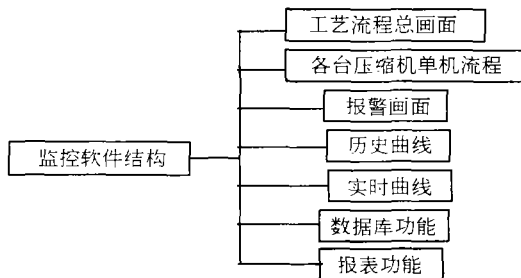 工艺流程总画面
各台压缩机单机流程
报警画面
历史曲线
监控软件结构
实时曲线
数据库功能
报表功能